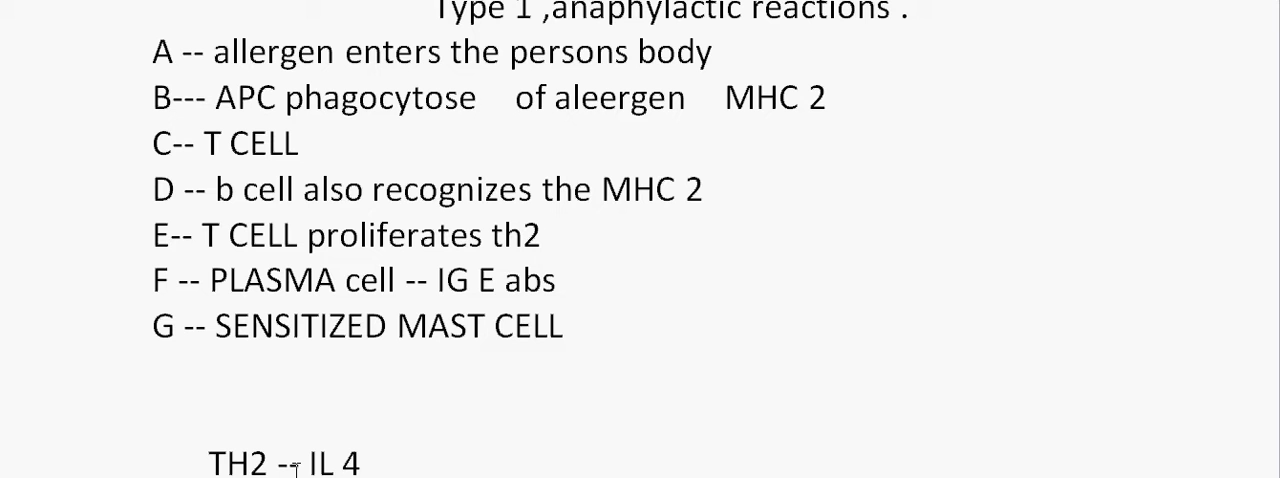 Type 1 ,anaphylactic reactions .
A -- allergen enters the persons body
B--- APC phagocytose of aleergen MHC 2
C-- T CELL
D -- b cell also recognizes the MHC 2
E-- T CELL proliferates th2
F -- PLASMA cell -- IG E abs
G -- SENSITIZED MAST CELL
TH2 -- IL 4